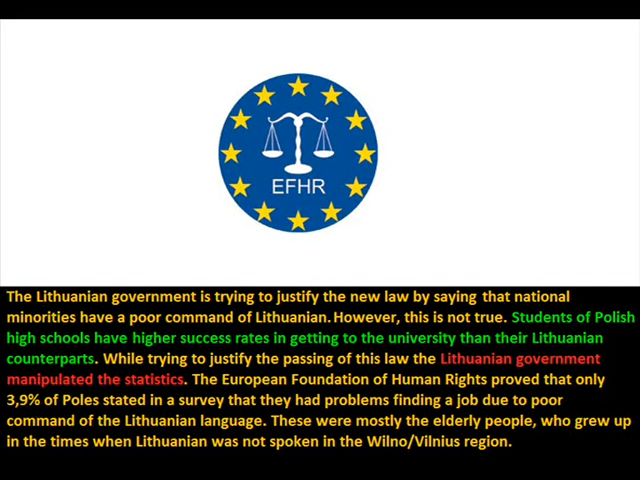 EFHR
The Lithuanian government is trying to justify the new law by saying that national
minorities have a poor command of Lithuanian. However, this is not true. Students of Polish
high schools have higher success rates in getting to the university than their Lithuanian
counterparts. While trying to justify the passing of this law the Lithuanian government
manipulated the statistics. The European Foundation of Human Rights proved that only
3,9% of Poles stated in a survey that they had problems finding a job due to poor
command of the Lithuanian language. These were mostly the elderly people, who grew up
in the times when Lithuanian was not spoken in the Wilno/Vilnius region.